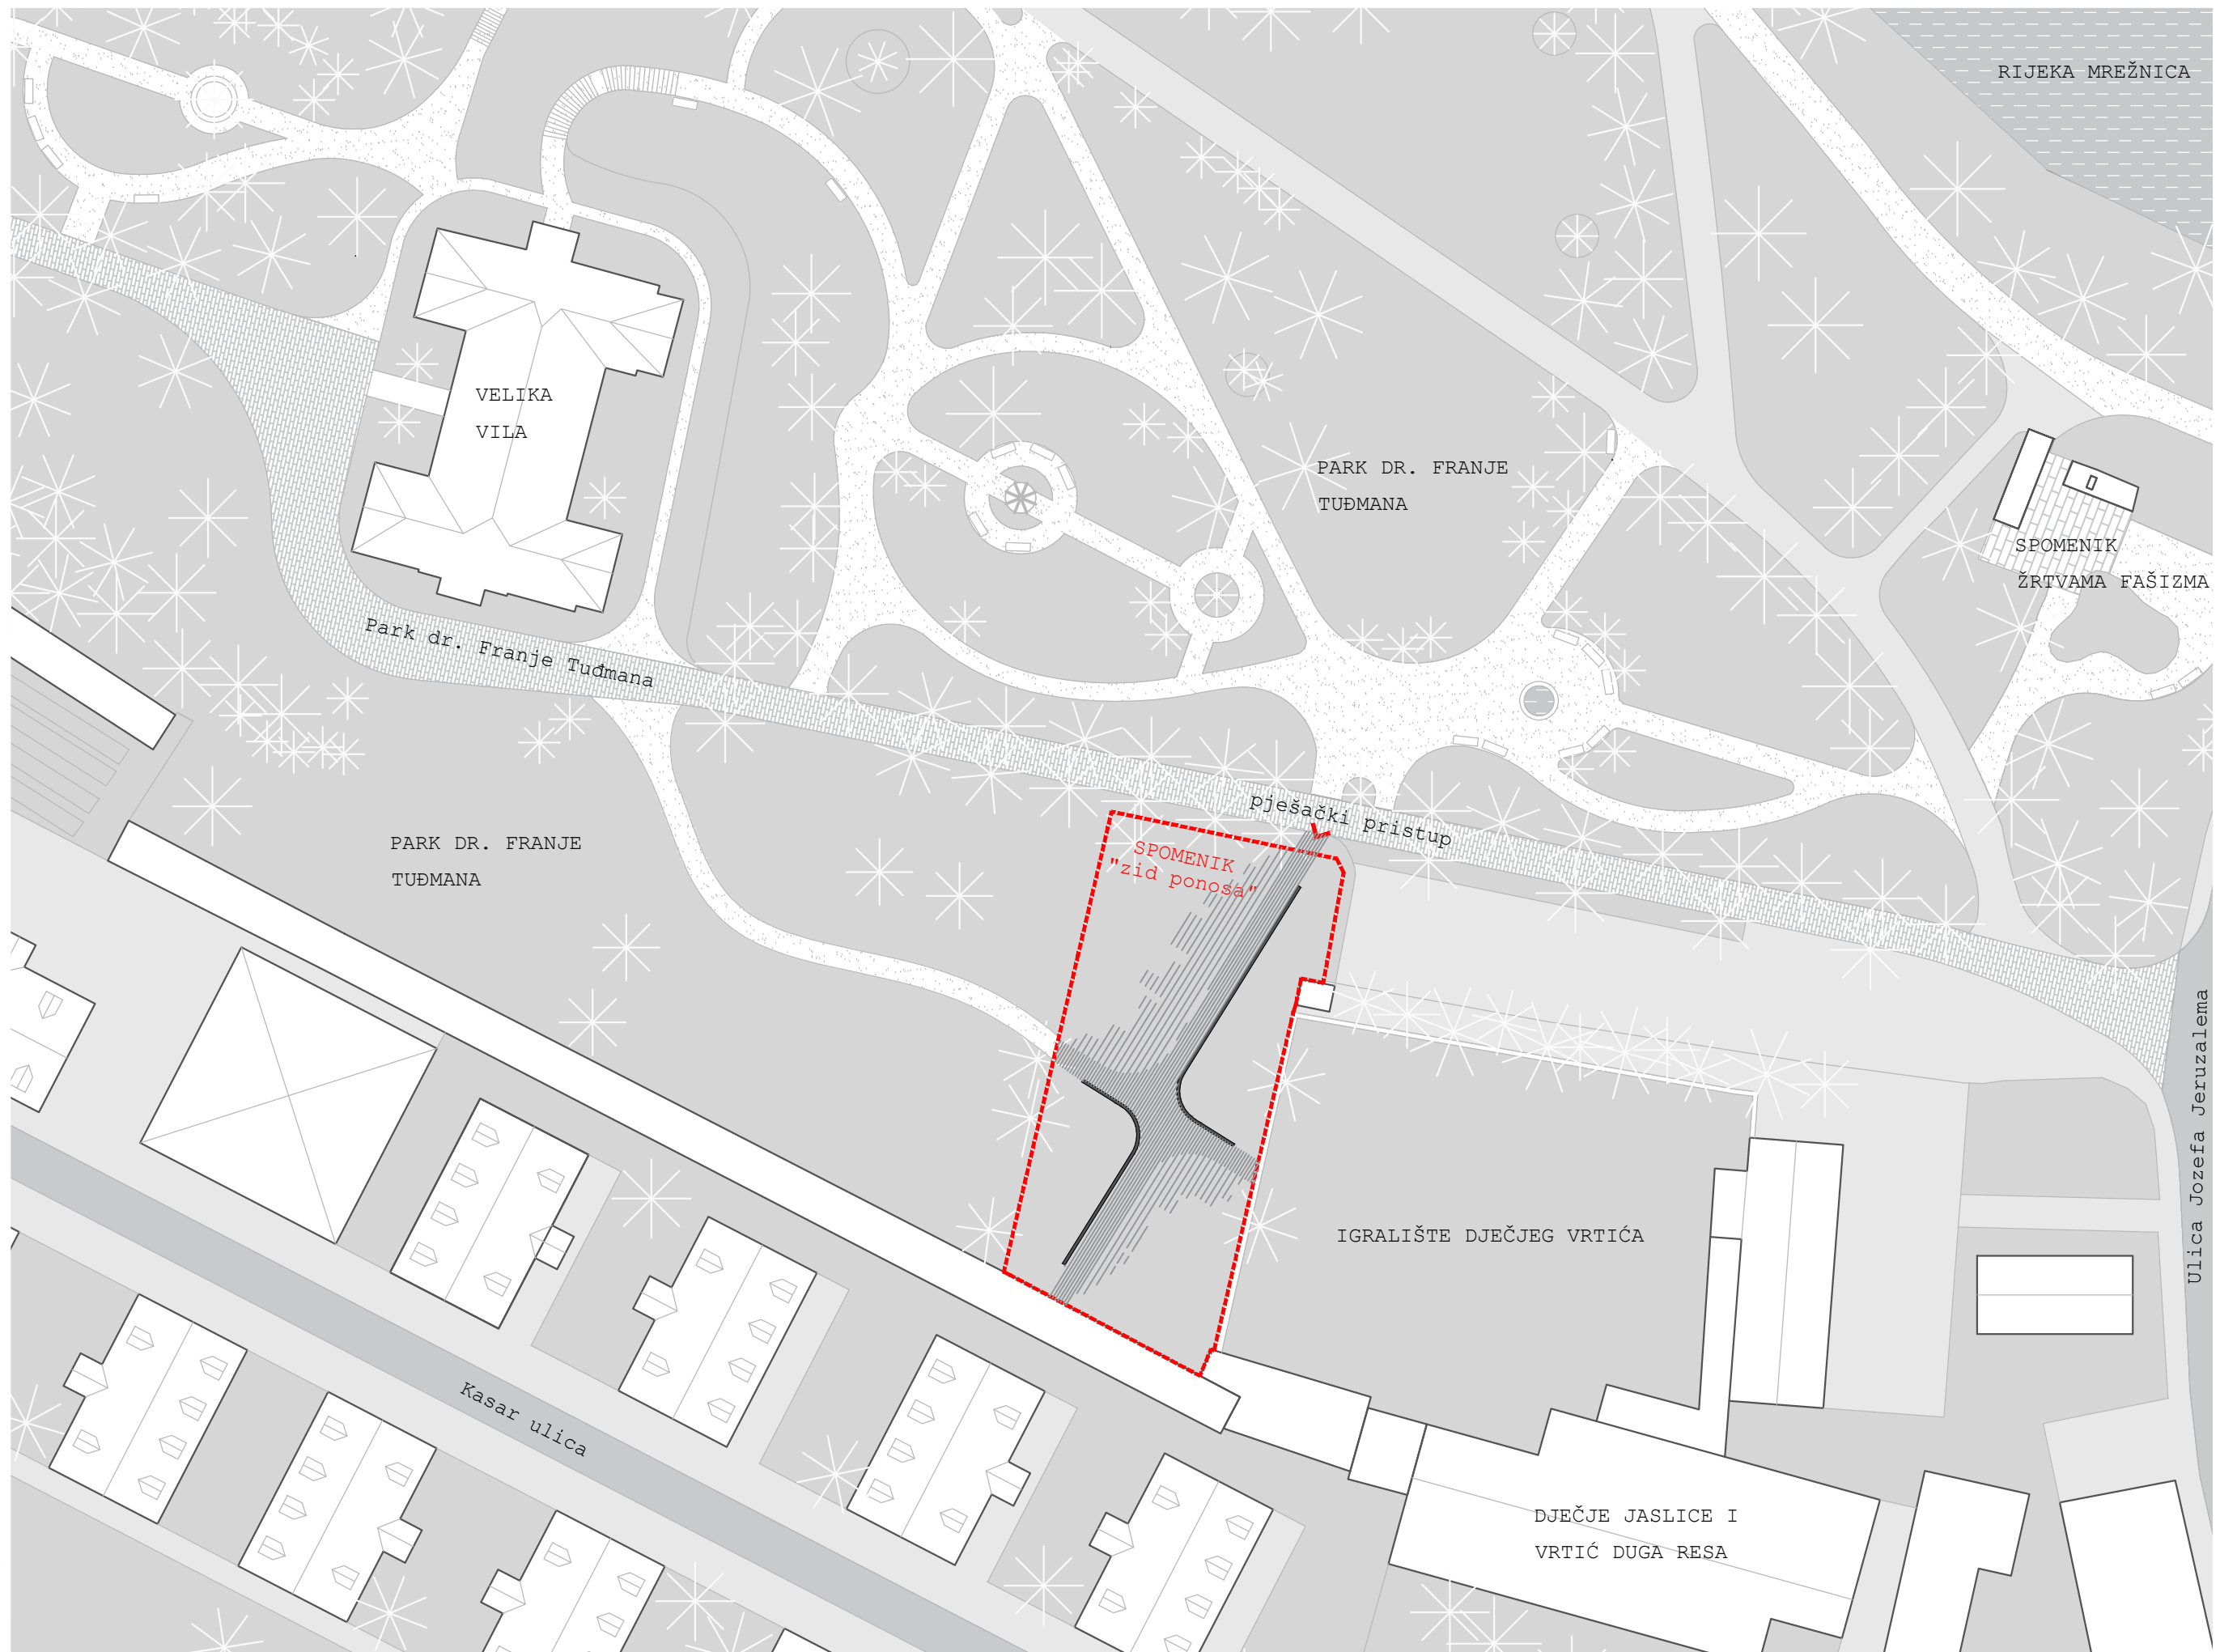 RIJEKA MREŽNICA
VELIKA
VILA
PARK DR. FRANJE
TUĐMANA
SPOMENIK
ŽRTVAMA FAŠIZMA
Park dr. Franje Tuđmana
pješački pristup
SPOMENIK
"zid ponosa"
PARK DR. FRANJE
TUĐMANA
Ulica Jozefa Jeruzalema
IGRALIŠTE DJEČJEG VRTIĆA
Kasar ulica
DJEČJE JASLICE I
VRTIĆ DUGA RESA